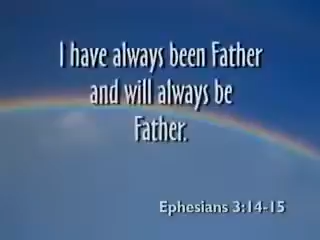 I have always been Father
and will always be
Father.
Ephesians 3:14-15